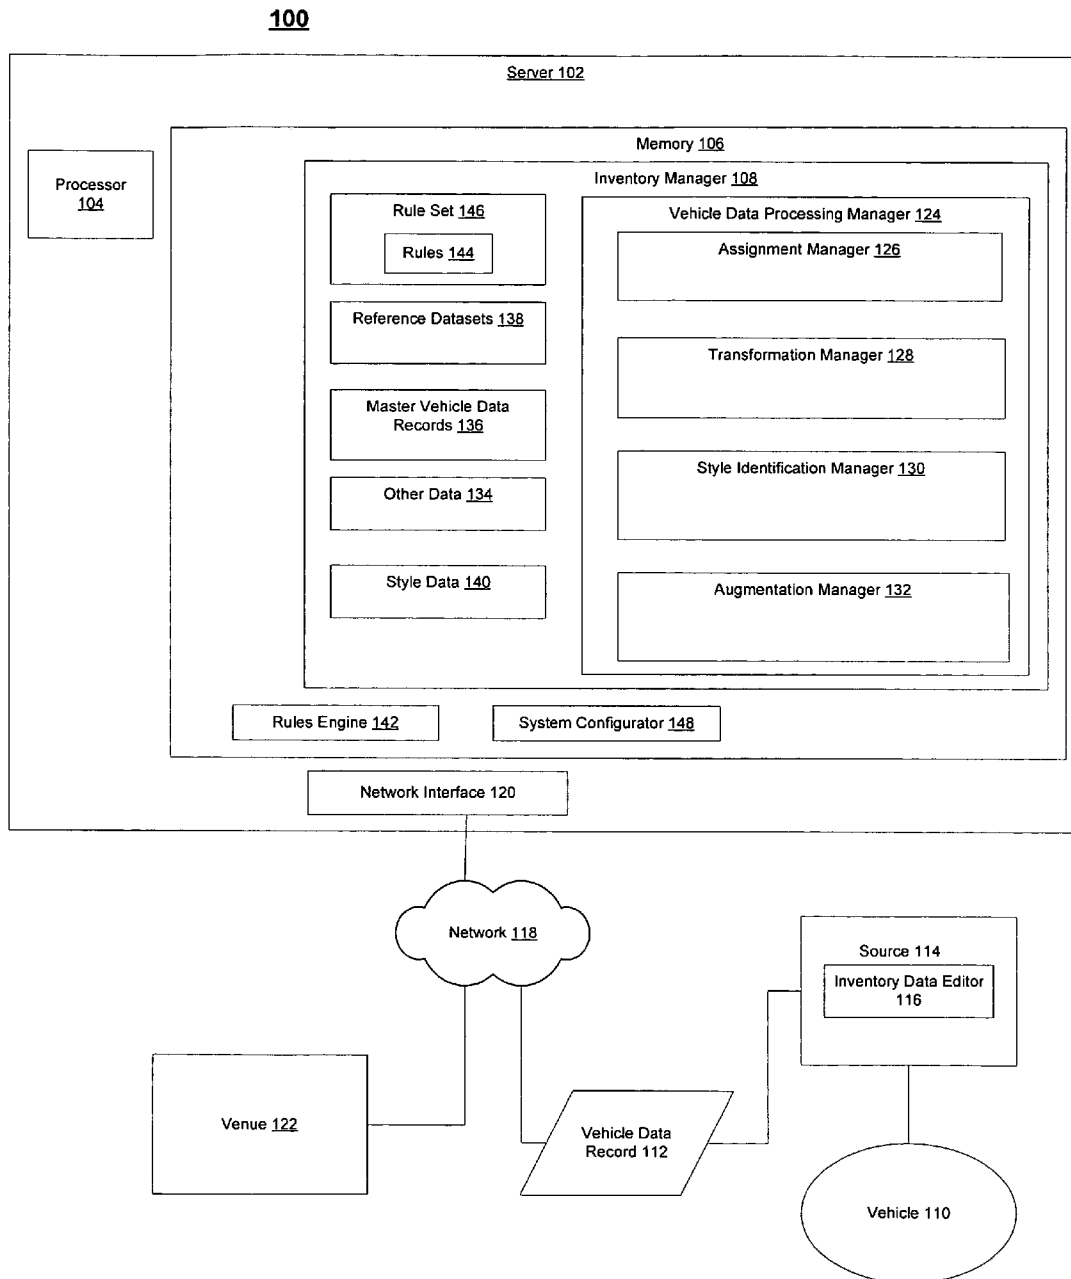 100
Server 102
Processor
104
Memory 106
Inventory Manager 108
Rule Set 146
Rules 144
Reference Datasets 138
Master Vehicle Data
Records 136
Other Data 134
Style Data 140
Vehicle Data Processing Manager 124
Assignment Manager 126
Transformation Manager 128
Style Identification Manager 130
Augmentation Manager 132
Rules Engine 142
System Configurator 148
Network Interface 120
Network 118
Source 114
Inventory Data Editor
116
Venue 122
Vehicle Data
Record 112
Vehicle 110